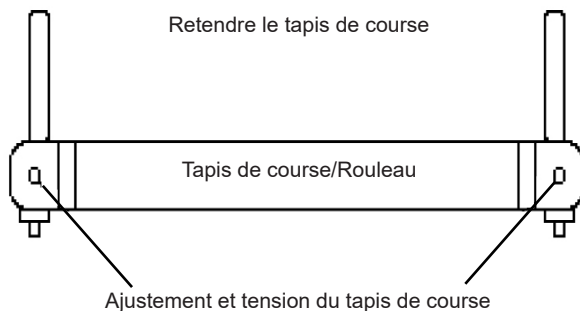 Retendre le tapis de course
Tapis de course/Rouleau
Ajustement et tension du tapis de course